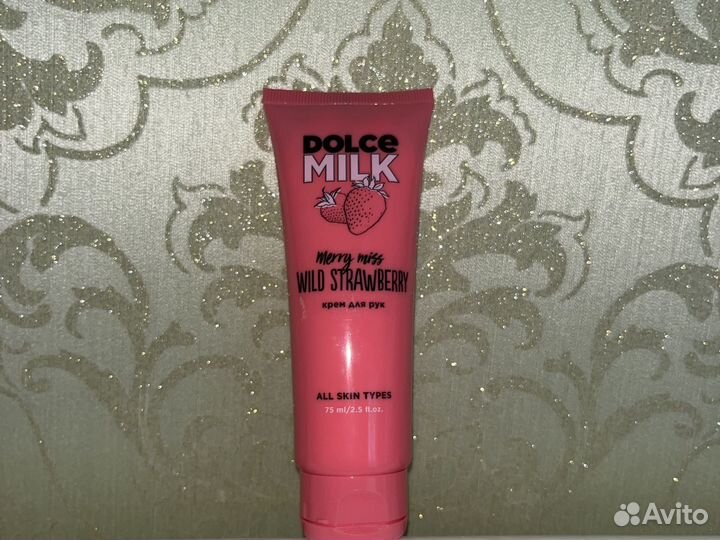 DOLCE
MILK
merry miss
WILD STRAWBERRY
крем для рук
ALL SKIN TYPES
75 ml/2.5 fl.oz.
Avito